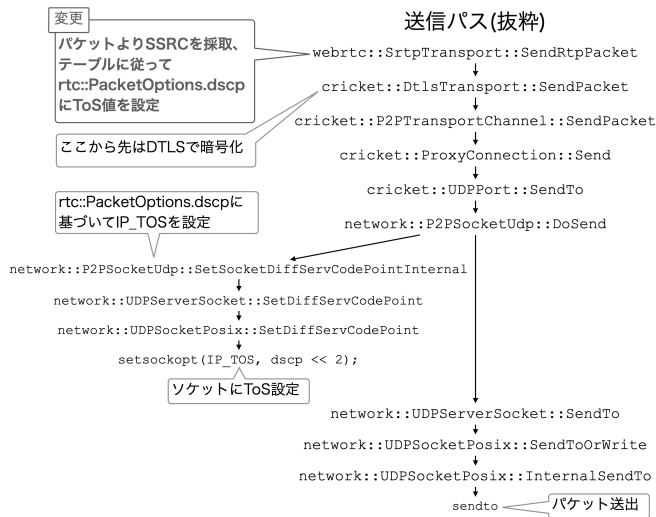 送信パス(抜粋)
変更
パケットよりSSRCを採取、
テーブルに従って
rtc::PacketOptions.dscp
にToS値を設定
webrtc::SrtpTransport::SendRtpPacket
cricket::DtlsTransport::SendPacket
ここから先はDTLSで暗号化
cricket::P2PTransportChannel::SendPacket
cricket::ProxyConnection::Send
cricket::UDPPort::SendTo
network::P2PSocketUdp::DoSend
rtc::PacketOptions.dscpに
基づいてIP_TOSを設定
network::P2PSocketUdp::SetSocketDiffServCodePointInternal
network::UDPServerSocket::SetDiffServCodePoint
network::UDPSocketPosix::SetDiffServCodePoint
setsockopt(IP_TOS, dscp << 2);
ソケットにToS設定
network::UDPServerSocket::SendTo
network::UDPSocketPosix::SendToOrWrite
network::UDPSocketPosix::InternalSendTo
sendto
パケット送出